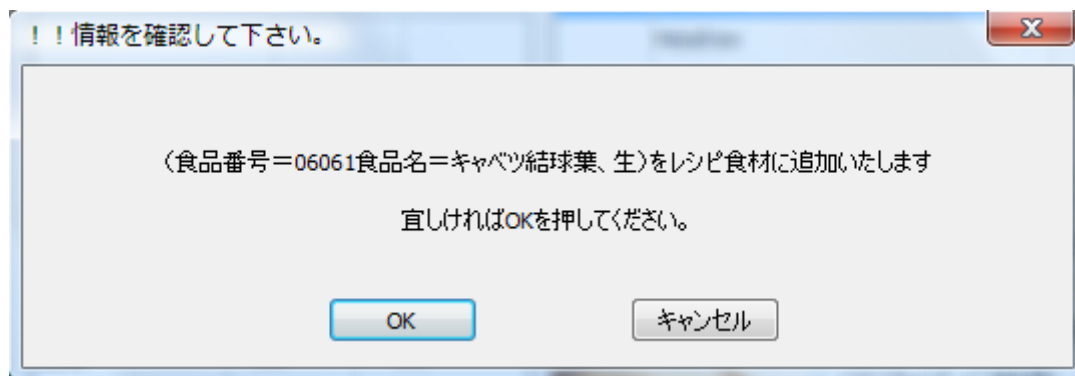 ！！情報を確認して下さい。
（食品番号＝06061食品名＝キャベツ結球葉、生）をレシピ食材に追加いたします
宜しければOKを押してください。
OK
キャンセル